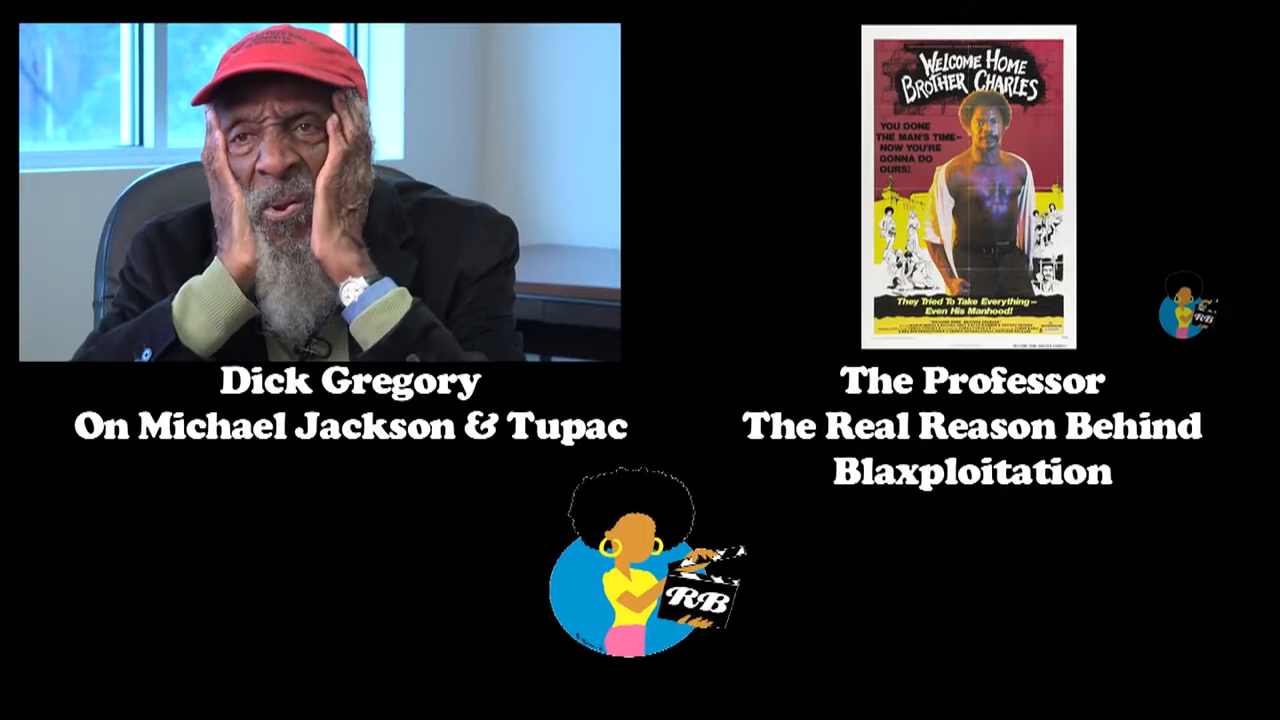 Dick Gregory
On Michael Jackson & Tupac
WELCOME HOME
BROTHER CHARLES
YOU DONE
THE MAN'S TIME–
NOW YOU'RE
GONNA DO
OURS!
They Tried To Take Everything–
Even His Manhood!
The Professor
The Real Reason Behind
Blaxploitation
RB
RB